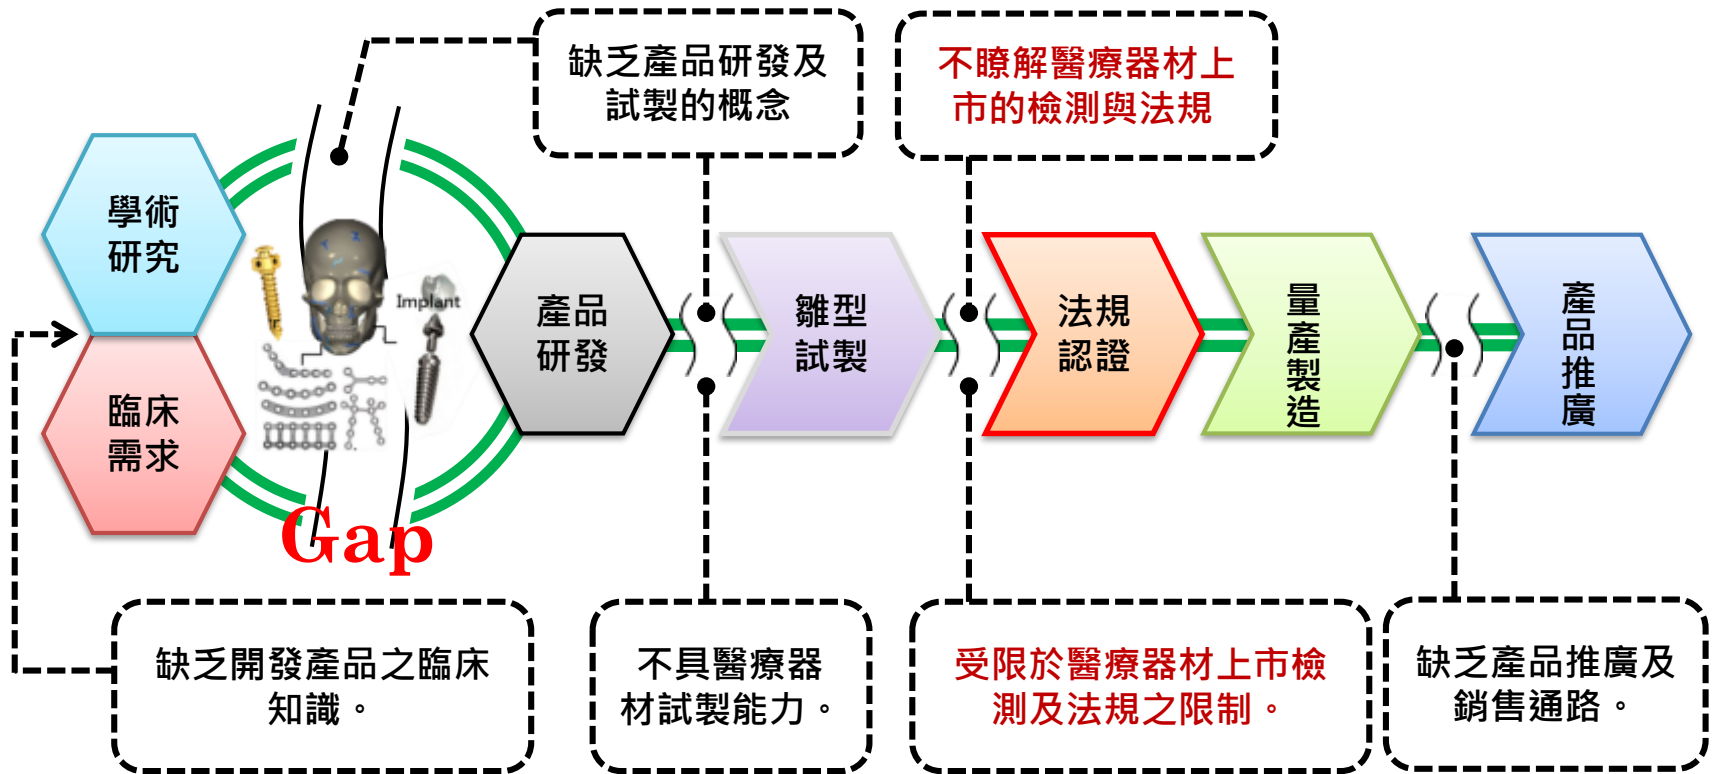 缺乏產品研發及
試製的概念
不瞭解醫療器材上
市的檢測與法規
學術
研究
臨床
需求
Implant
Gap
產品
研發
雛型
試製
法規
認證
量產製造
產品推廣
缺乏開發產品之臨床
知識。
不具醫療器
材試製能力。
受限於醫療器材上市檢
測及法規之限制。
缺乏產品推廣及
銷售通路。